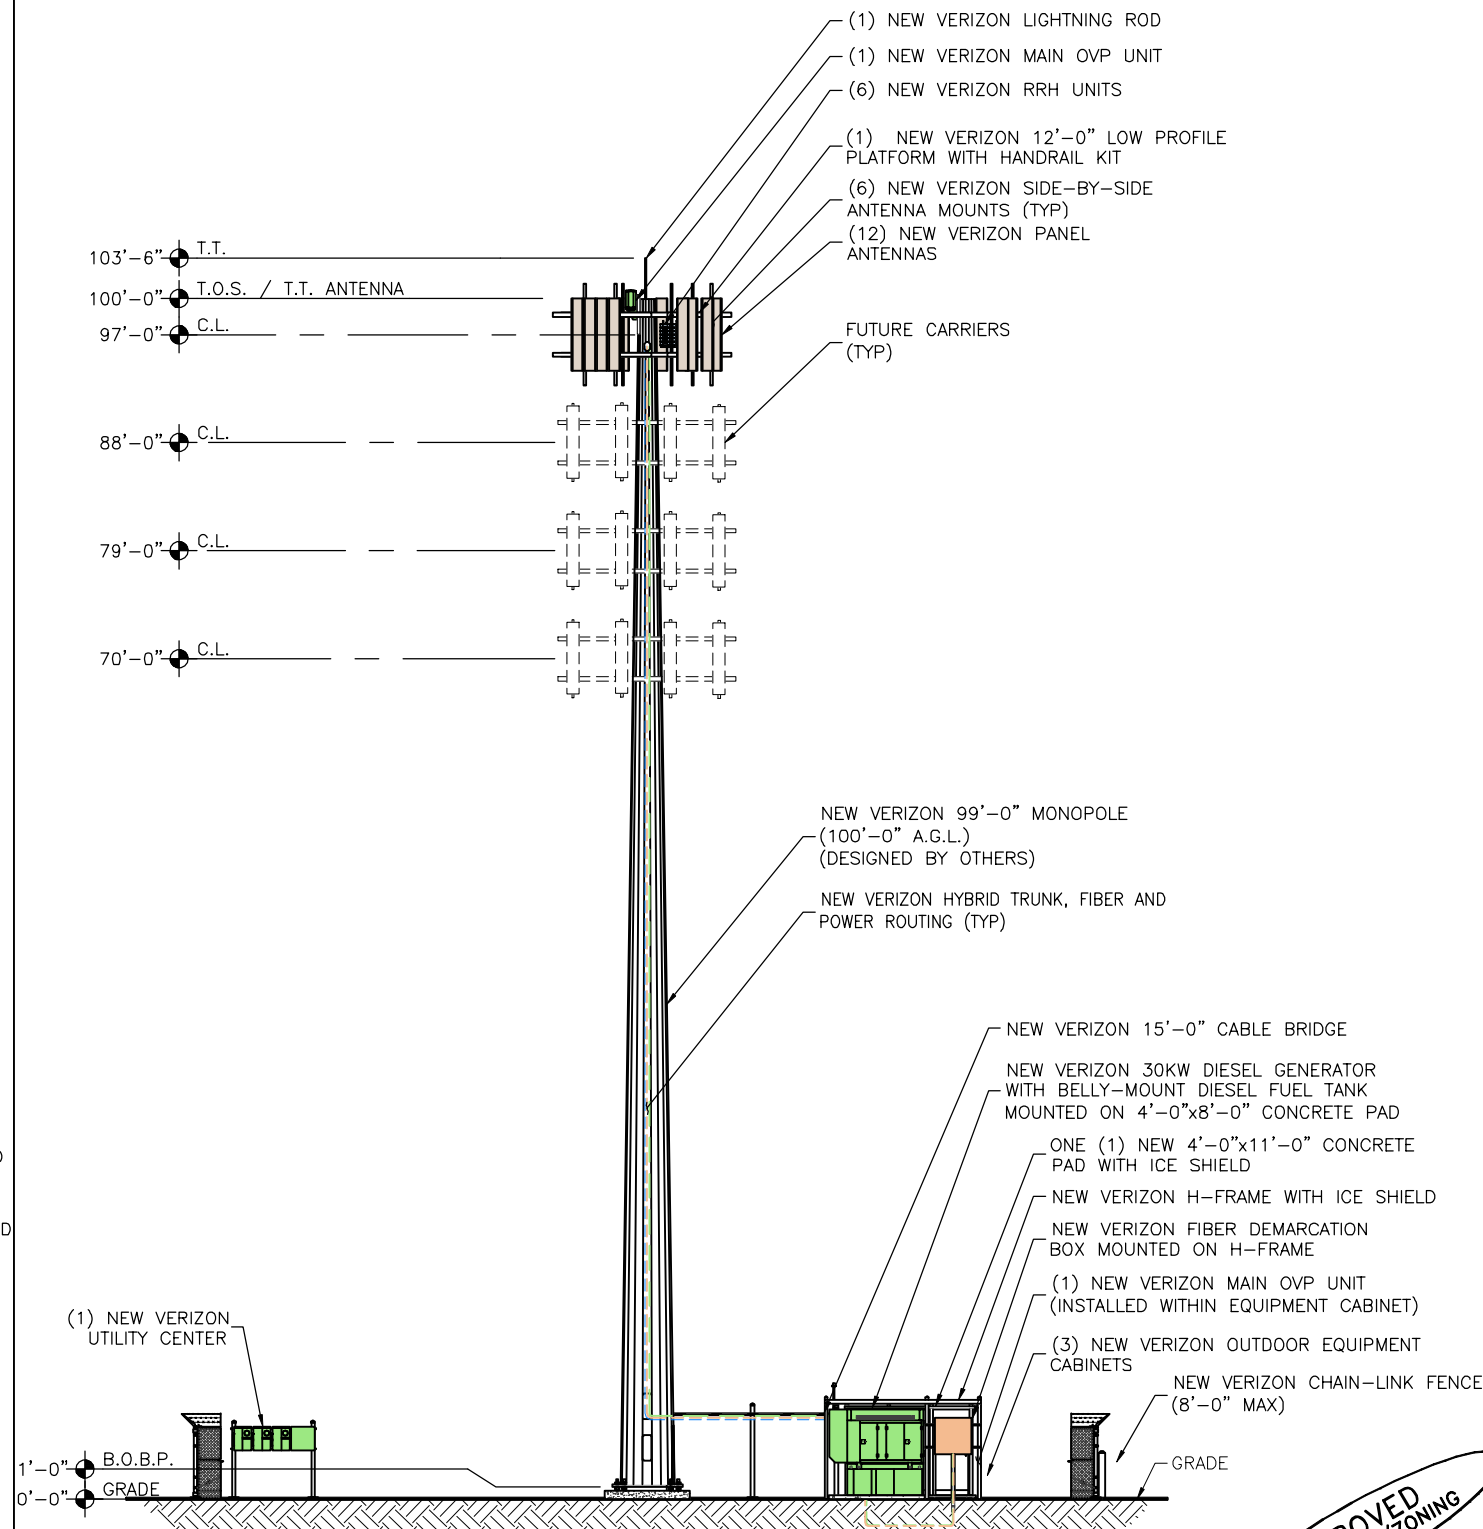 (1) NEW VERIZON LIGHTNING ROD
(1) NEW VERIZON MAIN OVP UNIT
(6) NEW VERIZON RRH UNITS
(1) NEW VERIZON 12'-0" LOW PROFILE
PLATFORM WITH HANDRAIL KIT
(6) NEW VERIZON SIDE-BY-SIDE
ANTENNA MOUNTS (TYP)
(12) NEW VERIZON PANEL
ANTENNAS
103'-6" T.T.
100'-0" T.O.S. / T.T. ANTENNA
97'-0" C.L.
FUTURE CARRIERS
(TYP)
88'-0" C.L.
79'-0" C.L.
70'-0" C.L.
NEW VERIZON 99'-0" MONOPOLE
(100'-0" A.G.L.)
(DESIGNED BY OTHERS)
NEW VERIZON HYBRID TRUNK, FIBER AND
POWER ROUTING (TYP)
NEW VERIZON 15'-0" CABLE BRIDGE
NEW VERIZON 30KW DIESEL GENERATOR
WITH BELLY-MOUNT DIESEL FUEL TANK
MOUNTED ON 4'-0"x8'-0" CONCRETE PAD
ONE (1) NEW 4'-0"x11'-0" CONCRETE
PAD WITH ICE SHIELD
NEW VERIZON H-FRAME WITH ICE SHIELD
D
NEW VERIZON FIBER DEMARCATION
BOX MOUNTED ON H-FRAME
(1) NEW VERIZON MAIN OVP UNIT
(INSTALLED WITHIN EQUIPMENT CABINET)
(1) NEW VERIZON
UTILITY CENTER
(3) NEW VERIZON OUTDOOR EQUIPMENT
CABINETS
NEW VERIZON CHAIN-LINK FENCE
(8'-0" MAX)
1'-0" B.O.B.P.
0'-0" GRADE
GRADE